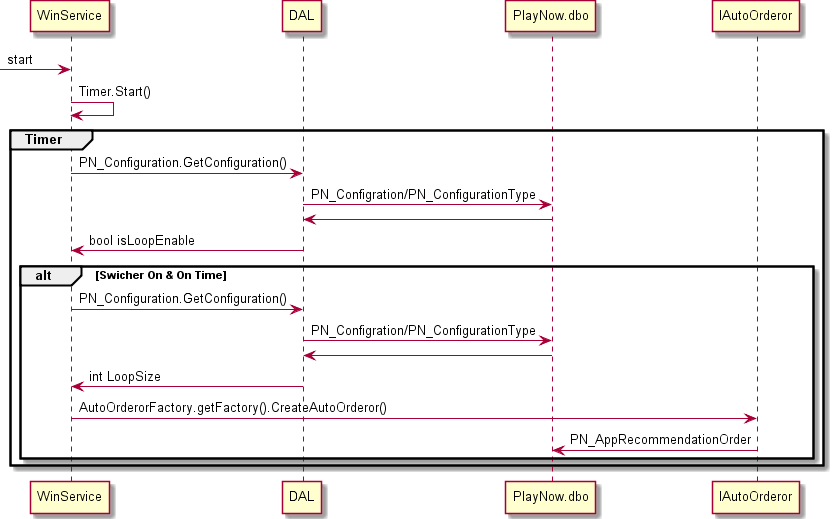 WinService DAL PlayNow.dbo IAutoOrderor
start
Timer.Start()
Timer
PN_Configuration.GetConfiguration()
PN_Configration/PN_ConfigurationType
bool isLoopEnable
alt [Swicher On & On Time]
PN_Configuration.GetConfiguration()
PN_Configration/PN_ConfigurationType
int LoopSize
AutoOrderorFactory.getFactory().CreateAutoOrderor()
PN_AppRecommendationOrder
WinService DAL PlayNow.dbo IAutoOrderor